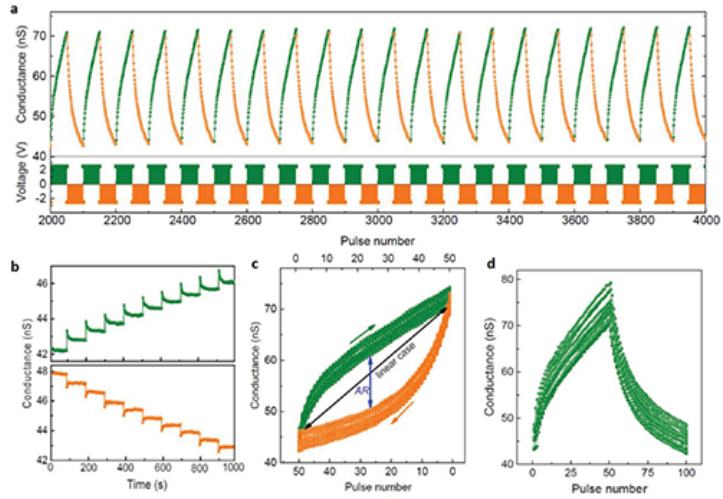 a
Conductance (nS)
70
60
50
40
Voltage (V)
2
0
-2
2000 2200 2400 2600 2800 3000 3200 3400 3600 3800 4000
Pulse number
b
Conductance (nS)
46
44
42
48
46
44
42
0 200 400 600 800 1000
Time (s)
c
Pulse number
0 10 20 30 40 50
Conductance (nS)
70
60
50
40
linear case
AR
50 40 30 20 10 0
Pulse number
d
Conductance (nS)
80
70
60
50
40
0 25 50 75 100
Pulse number